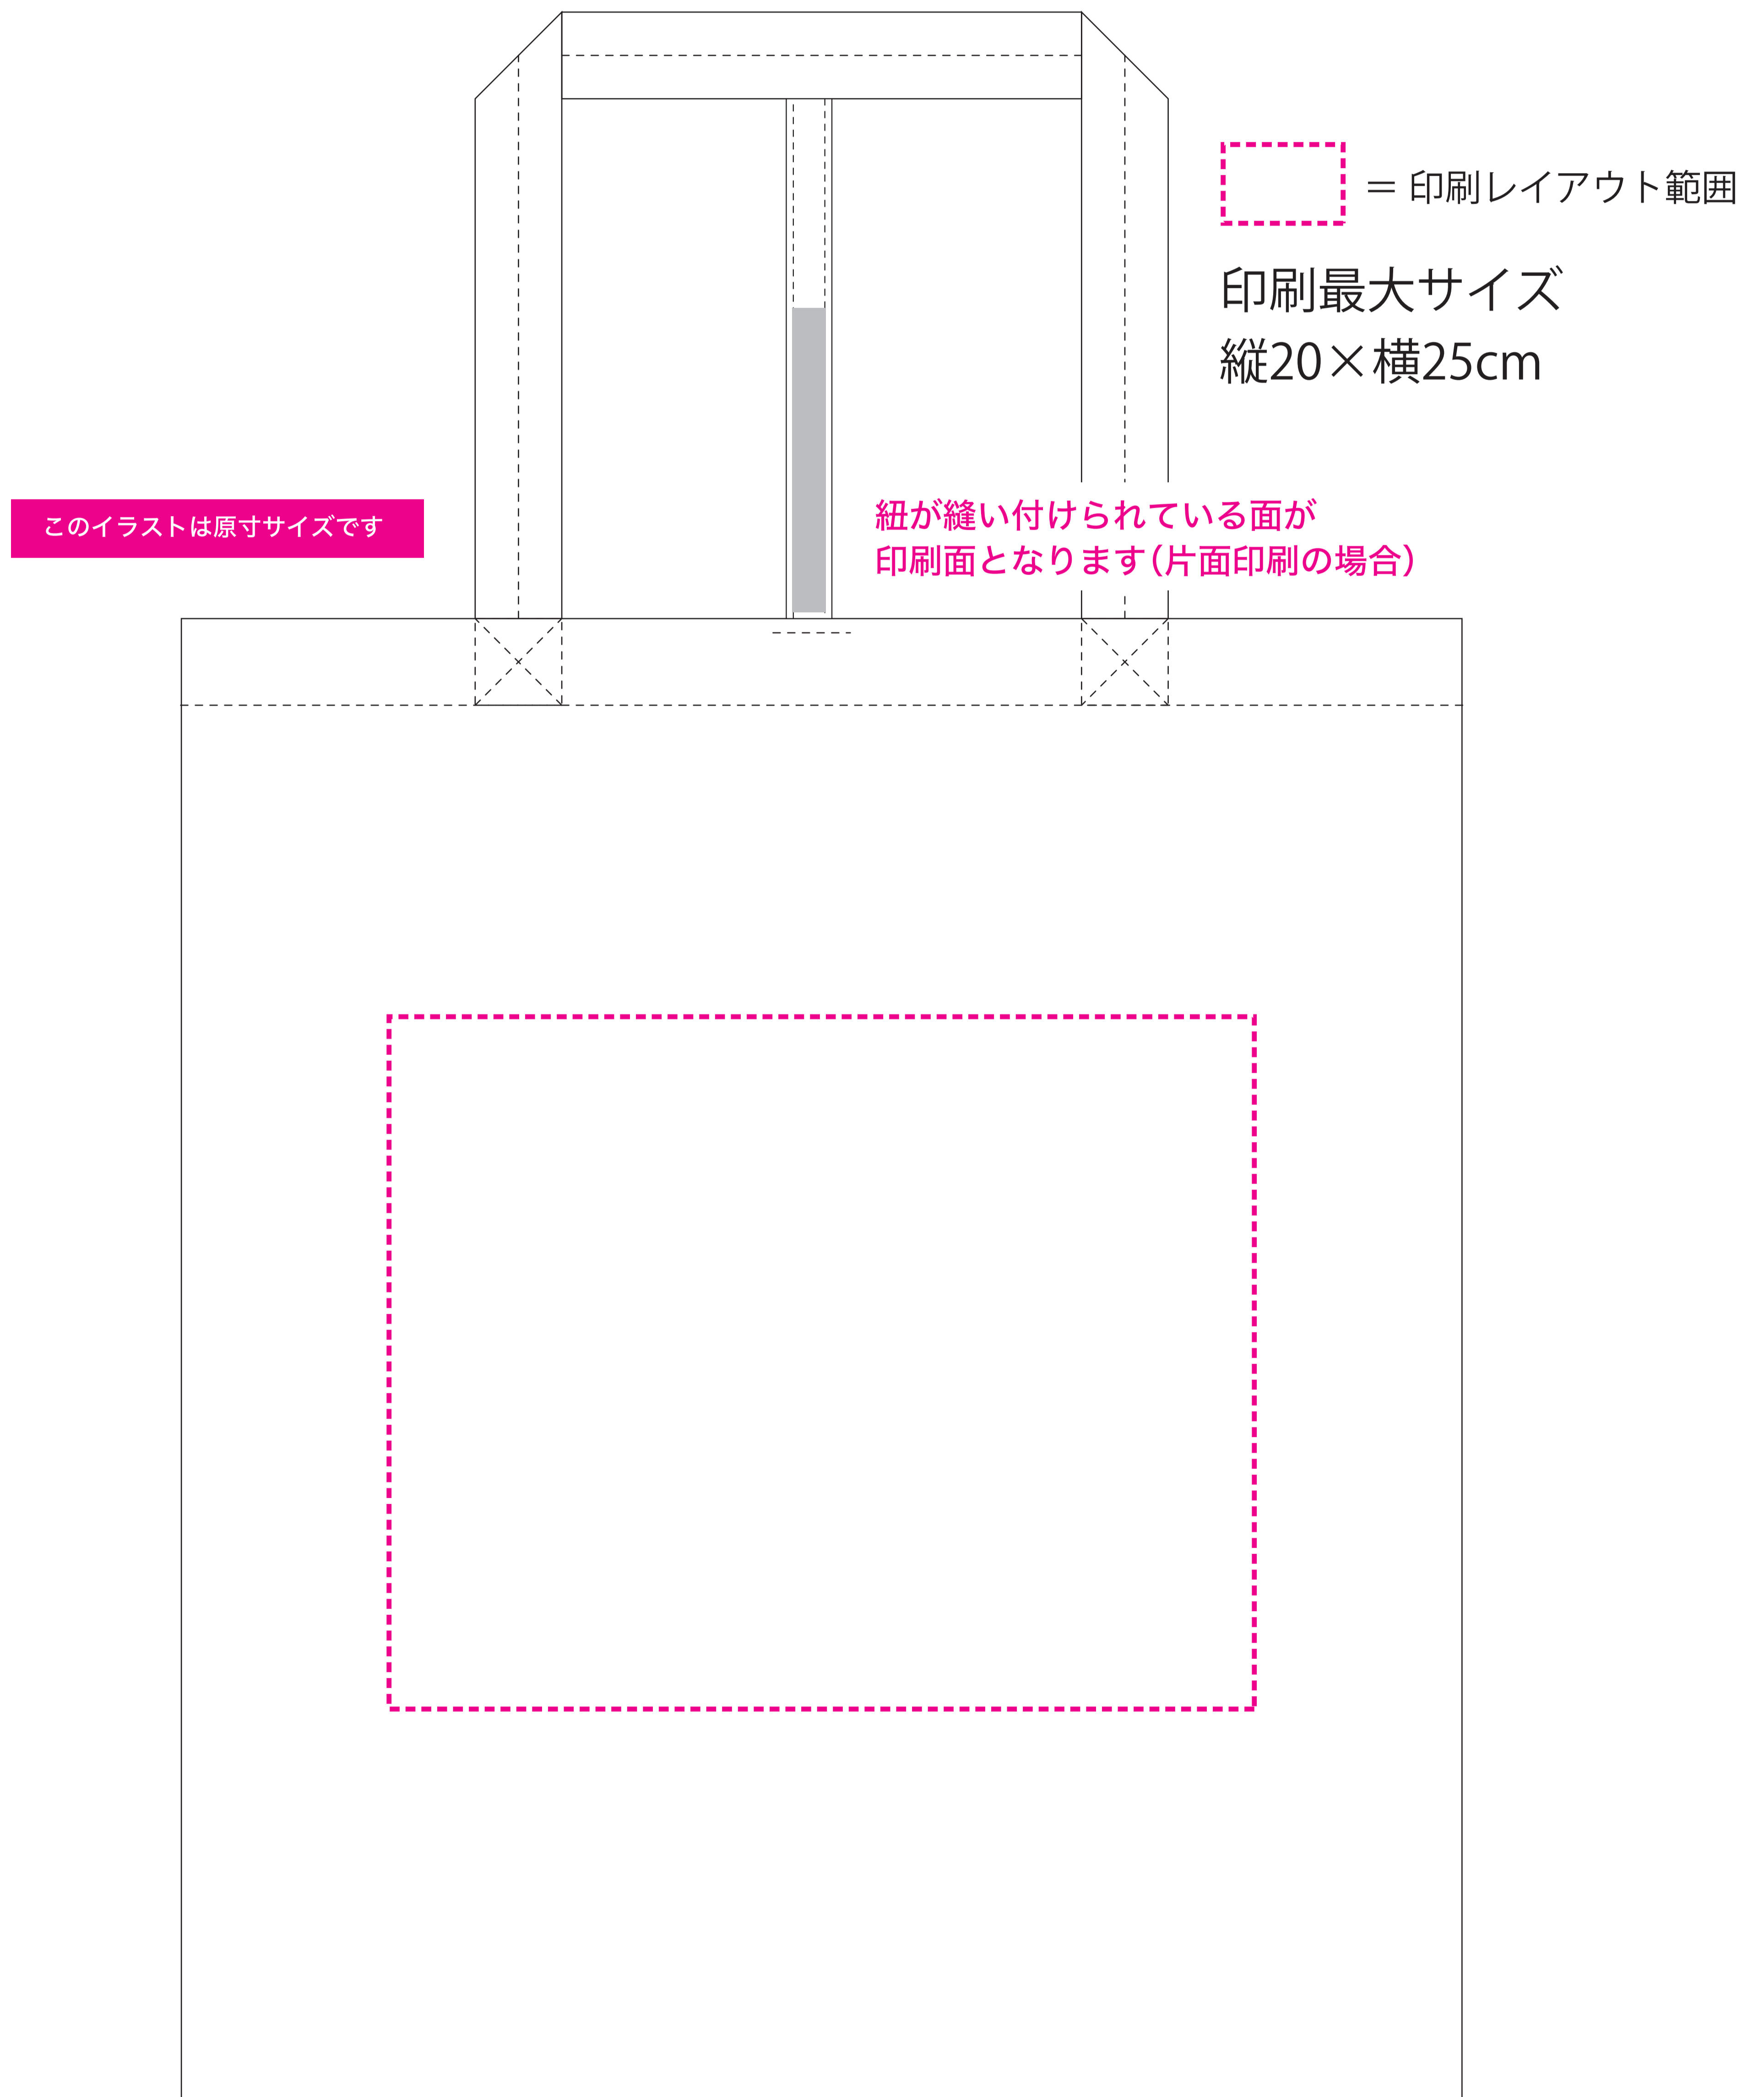 ＝ 印刷レイアウト範囲
印刷最大サイズ
縦20×横25cm
このイラストは原寸サイズです
紐が縫い付けられている面が
印刷面となります（片面印刷の場合）